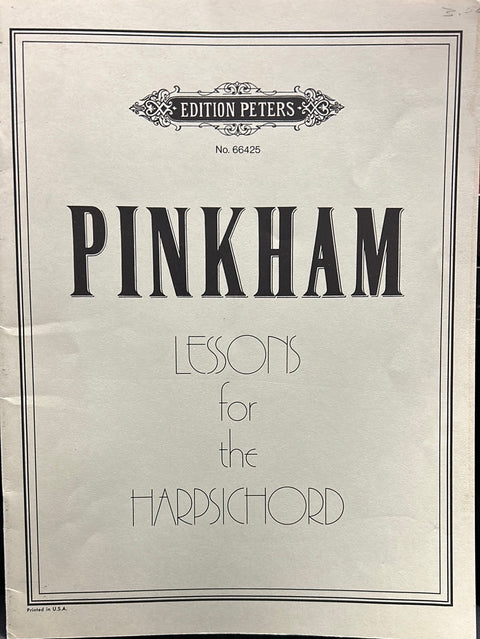 EDITION PETERS
No. 66425
PINKHAM
LESSONS
for
the
HARPSICHORD
Printed in U.S.A.